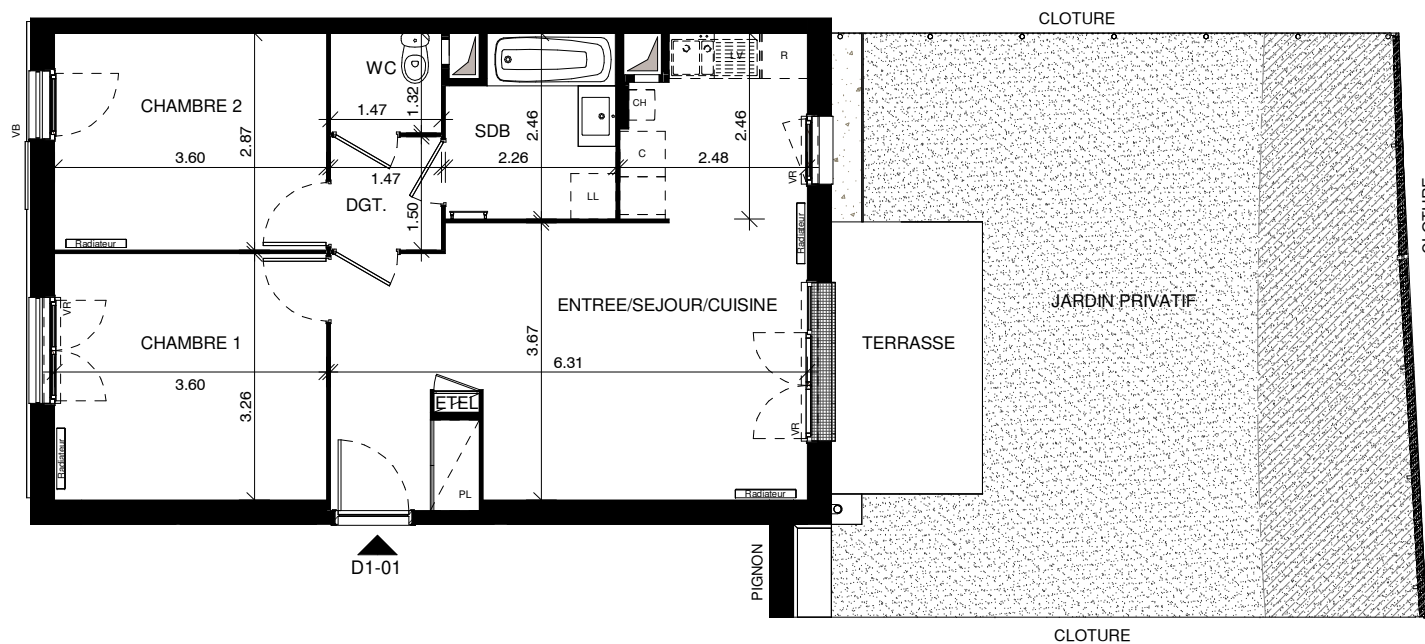 CLOTURE
WC
1.32
1.47
CHAMBRE 2
2.87
3.60
VB
Radiateur
SDB
2.46
2.26
LL
LV
R
CH
C
2.46
2.48
VR
Radiateur
1.47
DGT.
1.50
ENTREE/SEJOUR/CUISINE
3.67
6.31
VR
CHAMBRE 1
3.60
3.26
VR
Radiateur
ETEL
PL
Radiateur
TERRASSE
JARDIN PRIVATIF
CLOTURE
D1-01
PIGNON
CLOTURE